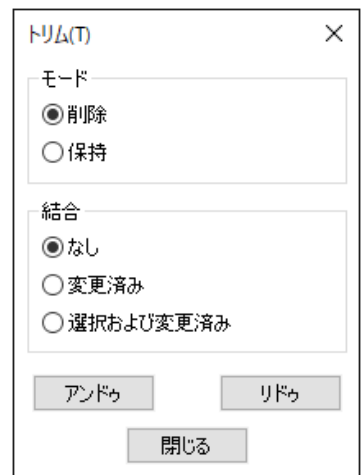 トリム(T)
モード
削除
保持
結合
なし
変更済み
選択および変更済み
アンドゥ
リドゥ
閉じる